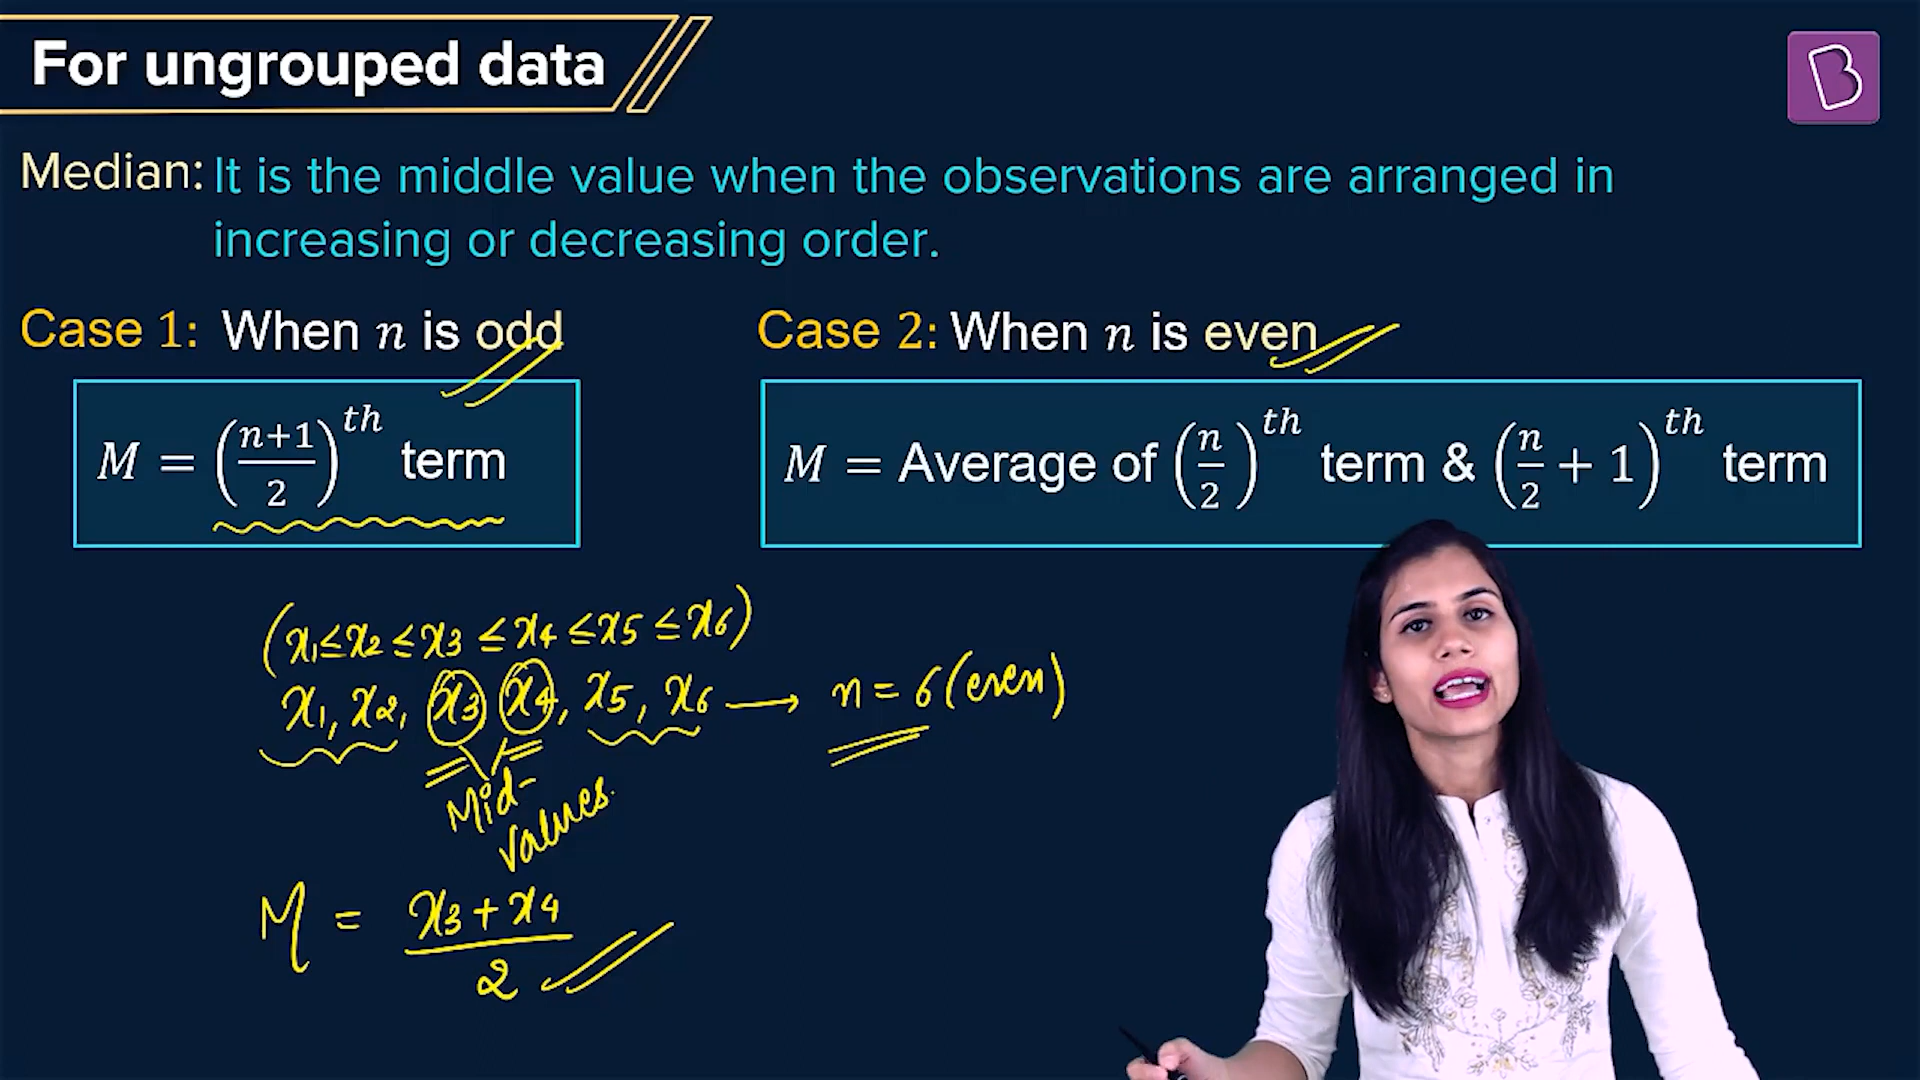 For ungrouped data
B
Median: It is the middle value when the observations are arranged in
increasing or decreasing order.
Case 1: When n is odd
M = (n+1/2)^th term
Case 2: When n is even
M = Average of (n/2)^th term & (n/2 + 1)^th term
(x1 ≤ x2 ≤ x3 ≤ x4 ≤ x5 ≤ x6)
x1, x2, x3 x4, x5, x6 → n = 6 (even)
Mid-
values.
M = x3 + x4 / 2